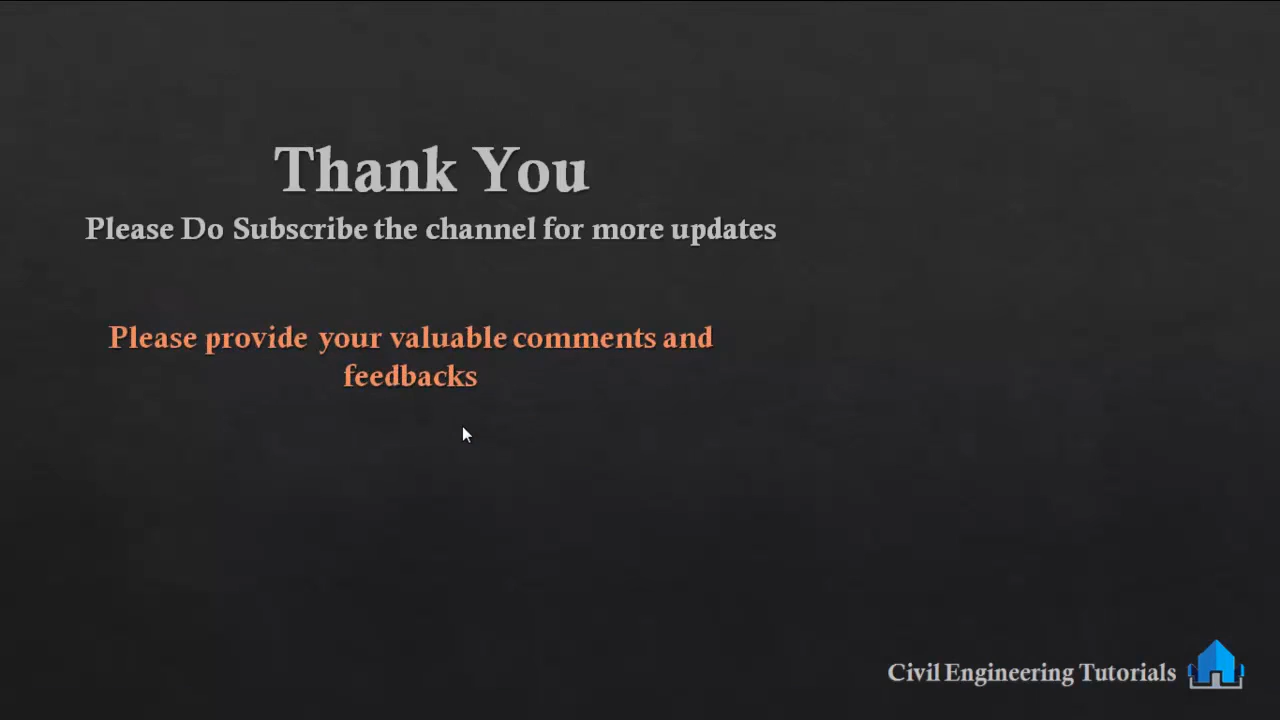 Thank You
Please Do Subscribe the channel for more updates
Please provide your valuable comments and
feedbacks
Civil Engineering Tutorials